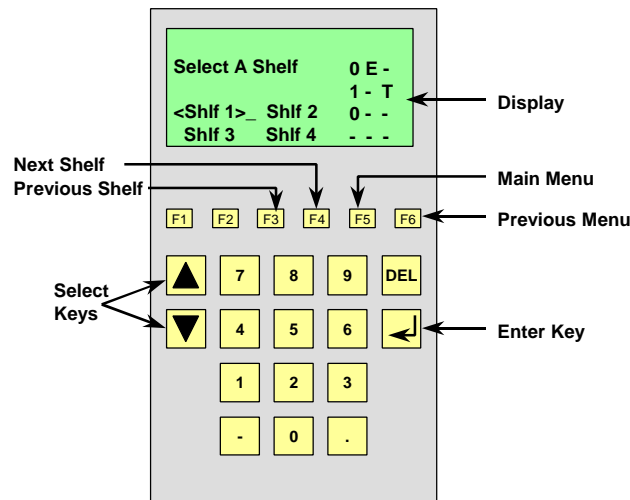 Select A Shelf 0 E -
1 - T
<Shlf 1>_ Shlf 2 0 - -
Shlf 3 Shlf 4 - - -
Display
Next Shelf
Previous Shelf
Main Menu
F1 F2 F3 F4 F5 F6
Previous Menu
Select
Keys
7 8 9 DEL
4 5 6
Enter Key
1 2 3
- 0 .